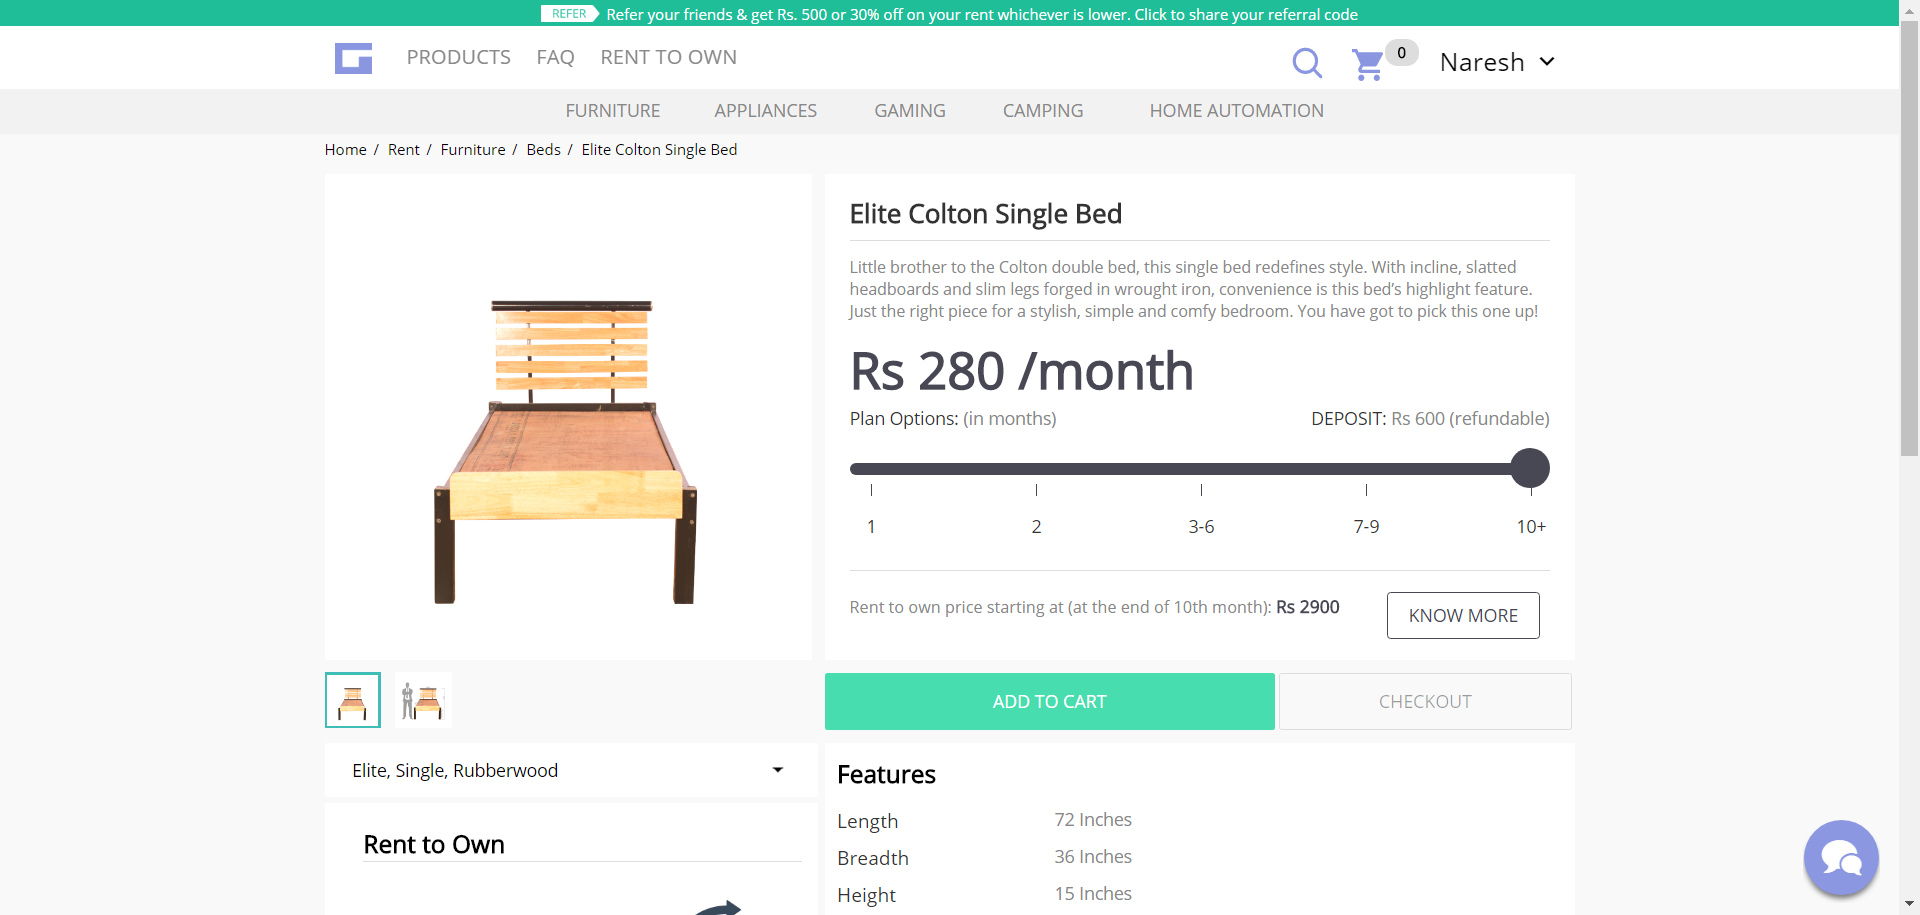 REFER Refer your friends & get Rs. 500 or 30% off on your rent whichever is lower. Click to share your referral code
PRODUCTS FAQ RENT TO OWN 0 Naresh
FURNITURE APPLIANCES GAMING CAMPING HOME AUTOMATION
Home / Rent / Furniture / Beds / Elite Colton Single Bed
Elite Colton Single Bed
Little brother to the Colton double bed, this single bed redefines style. With incline, slatted
headboards and slim legs forged in wrought iron, convenience is this bed’s highlight feature.
Just the right piece for a stylish, simple and comfy bedroom. You have got to pick this one up!
Rs 280 /month
Plan Options: (in months) DEPOSIT: Rs 600 (refundable)
1 2 3-6 7-9 10+
Rent to own price starting at (at the end of 10th month): Rs 2900 KNOW MORE
ADD TO CART CHECKOUT
Elite, Single, Rubberwood
Rent to Own
Features
Length 72 Inches
Breadth 36 Inches
Height 15 Inches